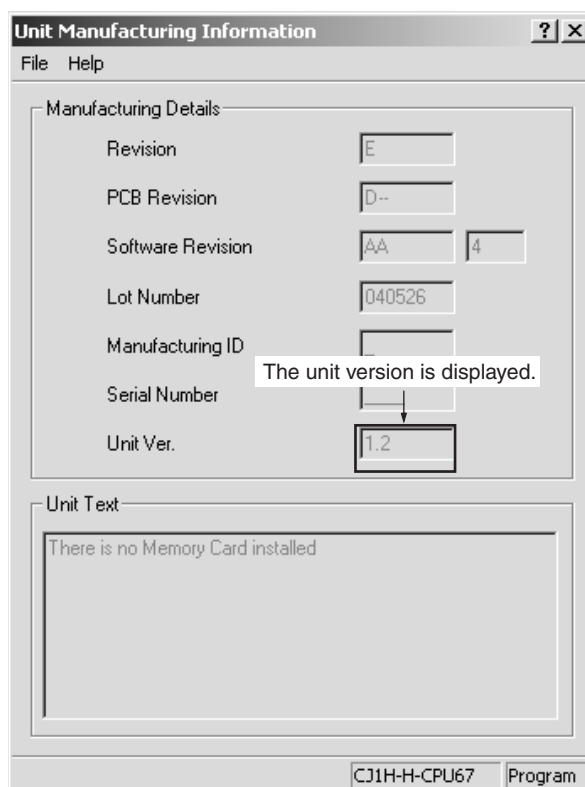 Unit Manufacturing Information
File Help
Manufacturing Details
Revision E
PCB Revision D--
Software Revision AA 4
Lot Number 040526
Manufacturing ID _
The unit version is displayed.
Serial Number ____
Unit Ver. 1.2
Unit Text
There is no Memory Card installed
CJ1H-H-CPU67 Program